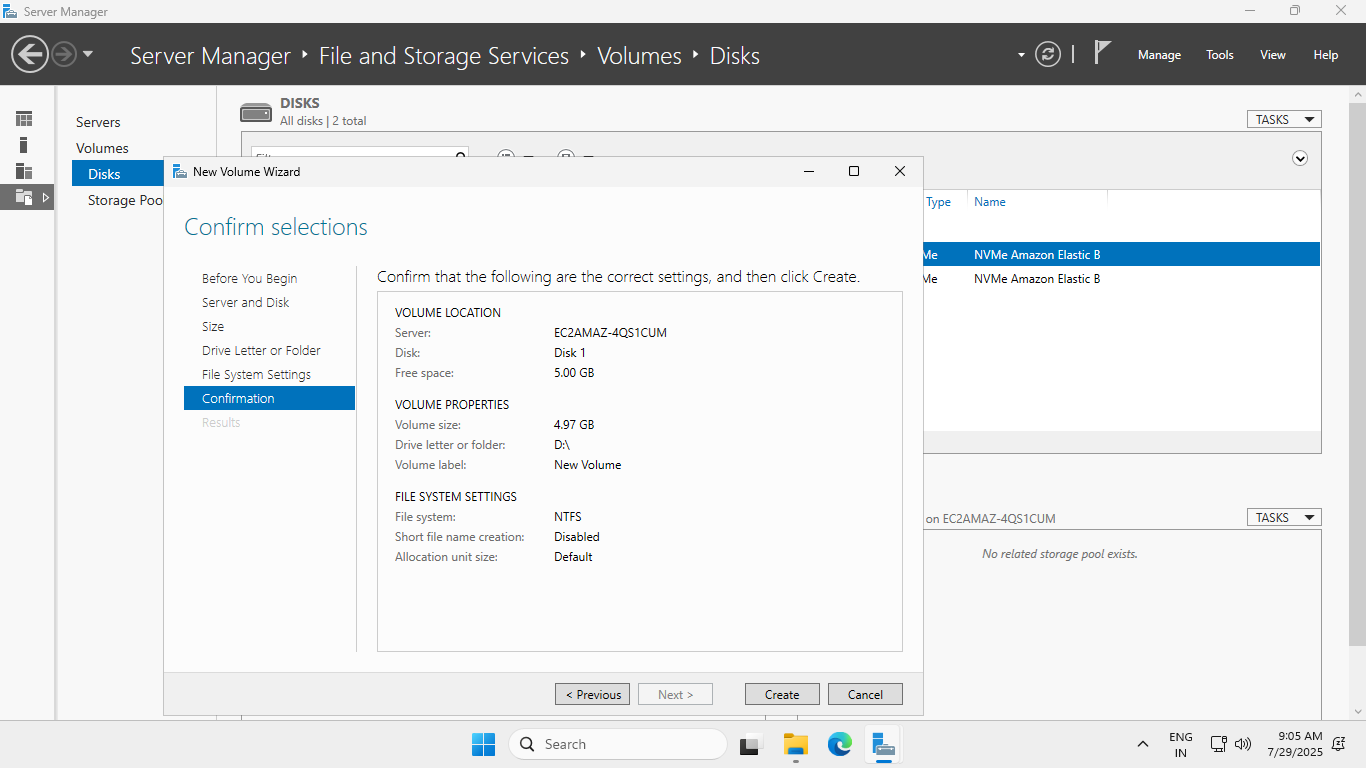 Server Manager
Server Manager ‣ File and Storage Services ‣ Volumes ‣ Disks
Manage Tools View Help
Servers
Volumes
Disks
Storage Poo
DISKS
All disks | 2 total
TASKS
Type Name
Me NVMe Amazon Elastic B
Me NVMe Amazon Elastic B
on EC2AMAZ-4QS1CUM
TASKS
No related storage pool exists.
New Volume Wizard
Confirm selections
Before You Begin
Server and Disk
Size
Drive Letter or Folder
File System Settings
Confirmation
Results
Confirm that the following are the correct settings, and then click Create.
VOLUME LOCATION
Server: EC2AMAZ-4QS1CUM
Disk: Disk 1
Free space: 5.00 GB
VOLUME PROPERTIES
Volume size: 4.97 GB
Drive letter or folder: D:\
Volume label: New Volume
FILE SYSTEM SETTINGS
File system: NTFS
Short file name creation: Disabled
Allocation unit size: Default
< Previous Next > Create Cancel
Search
ENG
IN
9:05 AM
7/29/2025